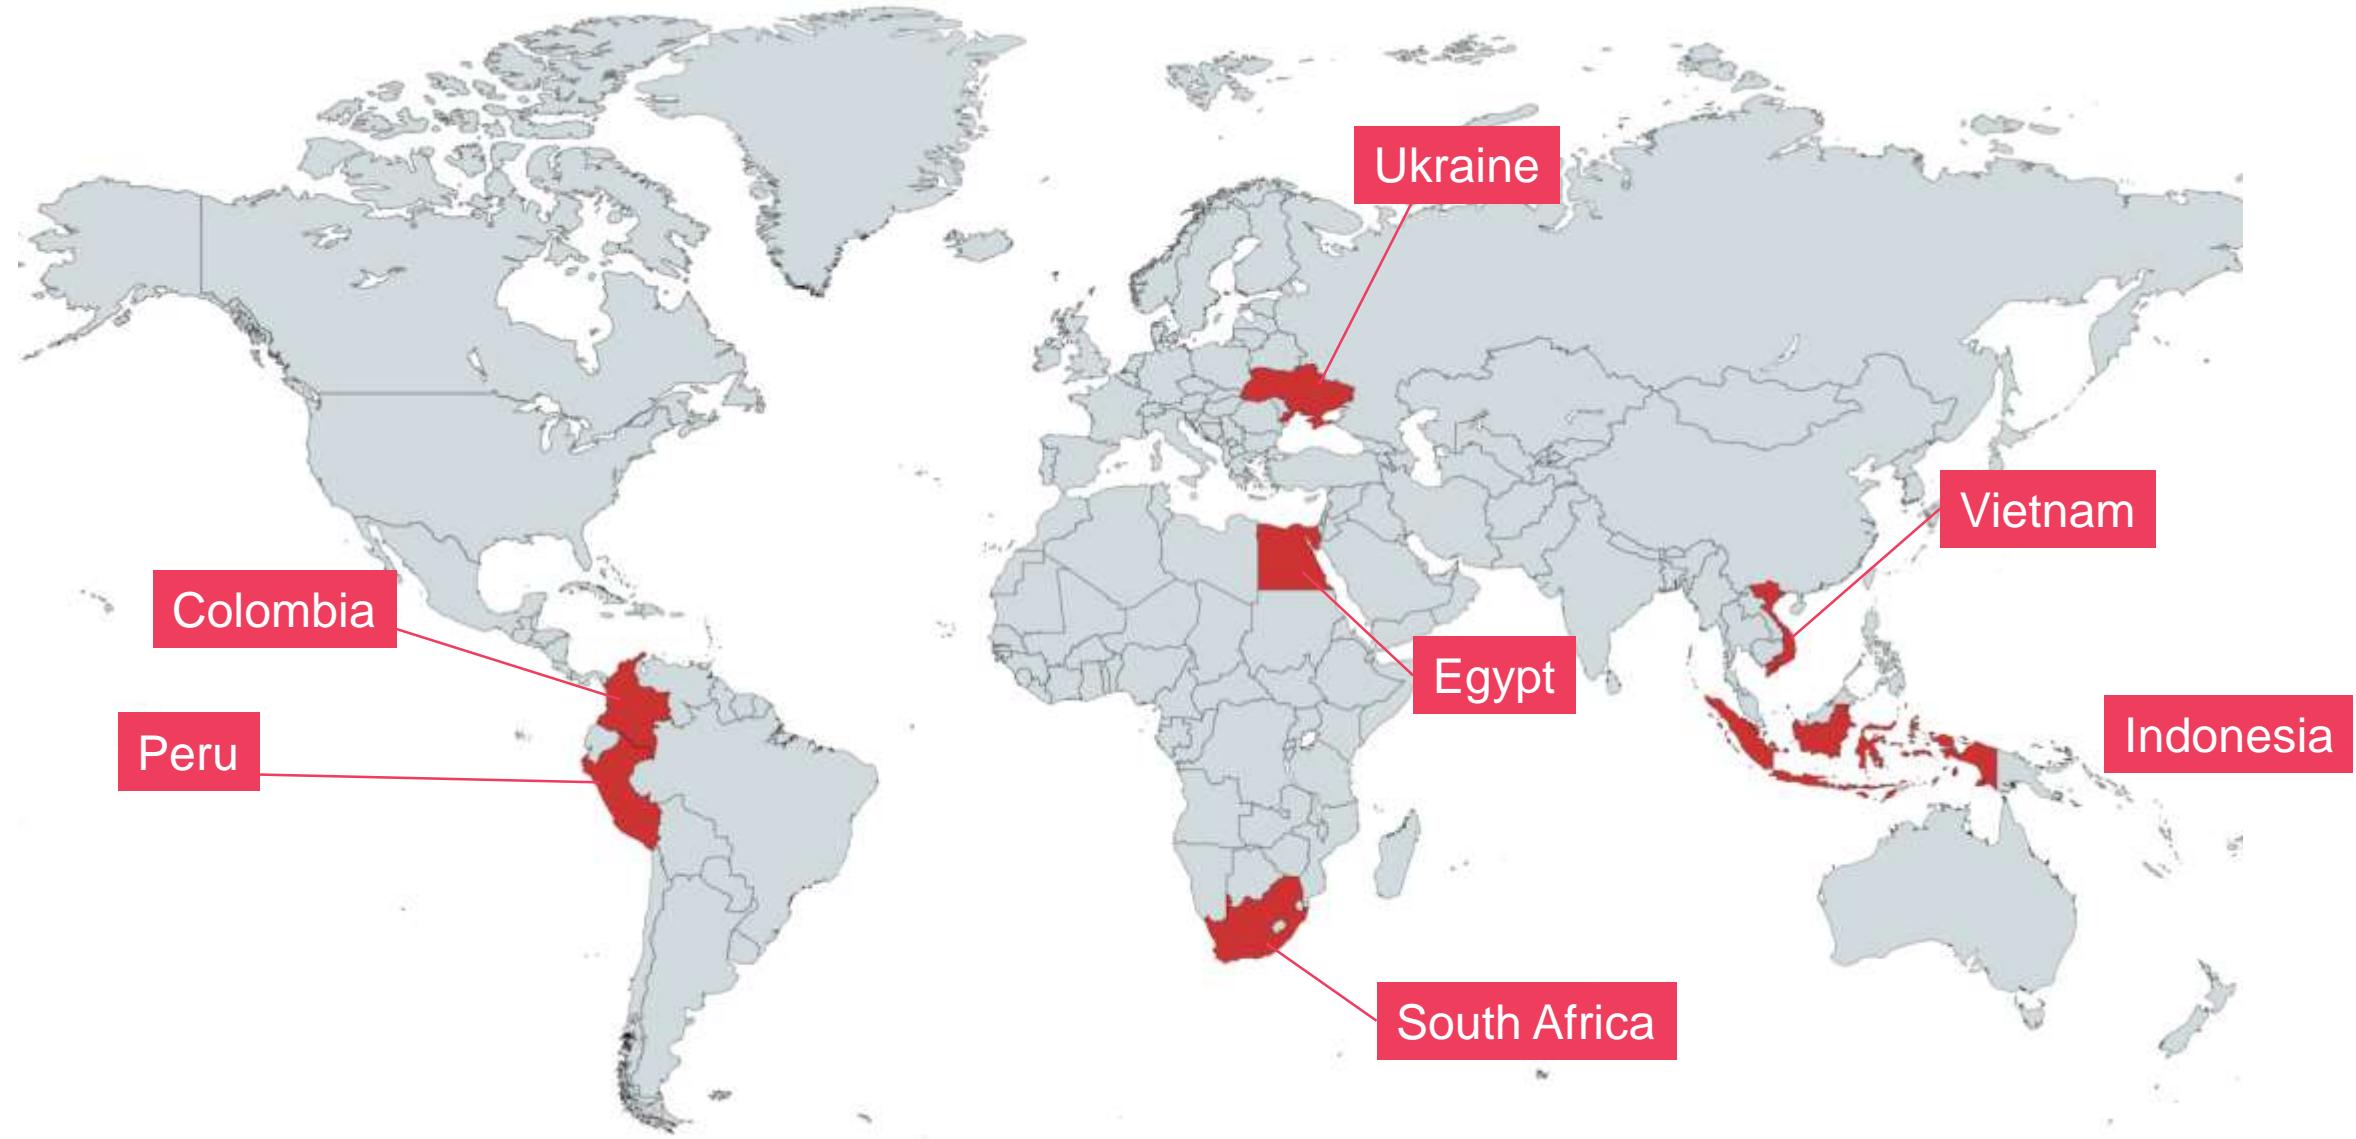 Ukraine
Vietnam
Colombia
Egypt
Indonesia
Peru
South Africa